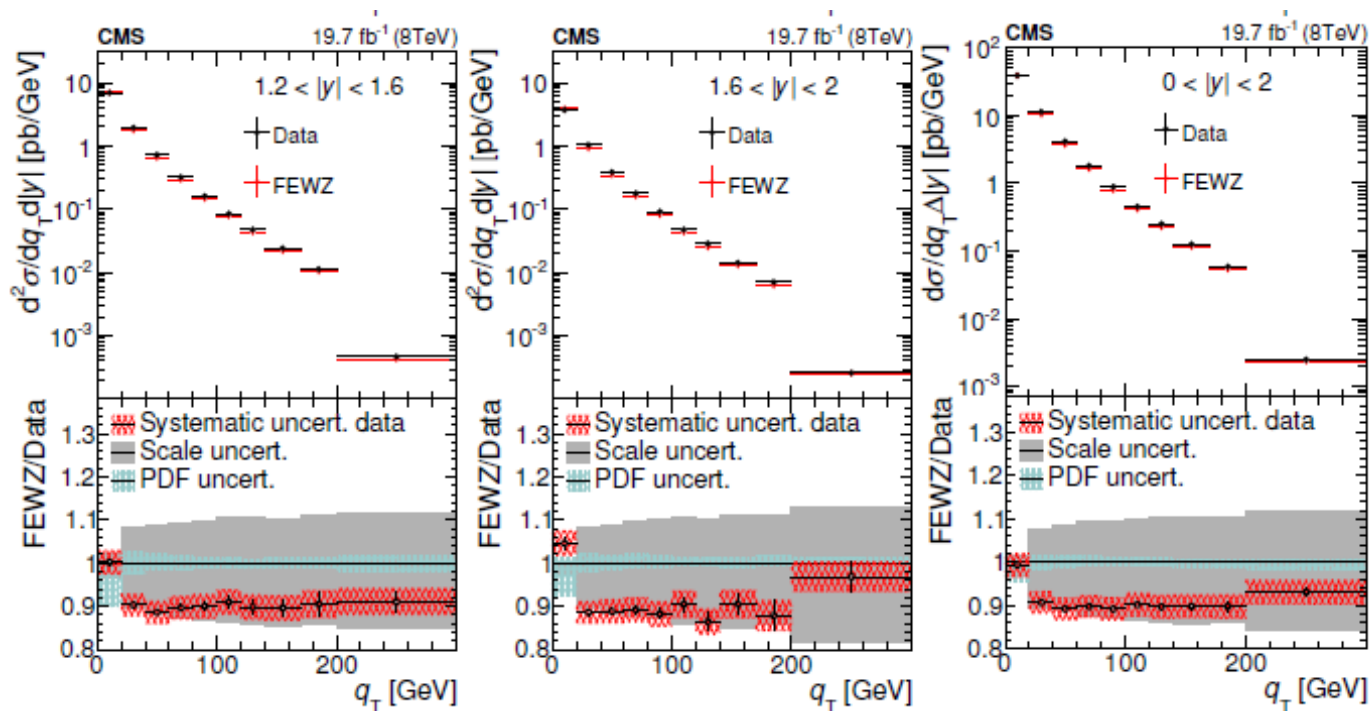 CMS 19.7 fb⁻¹ (8TeV)
1.2 < |y| < 1.6
Data
FEWZ
d²σ/dq_T d|y| [pb/GeV]
10
1
10⁻¹
10⁻²
10⁻³
Systematic uncert. data
Scale uncert.
PDF uncert.
FEWZ/Data
1.3
1.2
1.1
1
0.9
0.8
0 100 200
q_T [GeV]
CMS 19.7 fb⁻¹ (8TeV)
1.6 < |y| < 2
Data
FEWZ
d²σ/dq_T d|y| [pb/GeV]
10
1
10⁻¹
10⁻²
10⁻³
Systematic uncert. data
Scale uncert.
PDF uncert.
FEWZ/Data
1.3
1.2
1.1
1
0.9
0.8
0 100 200
q_T [GeV]
CMS 19.7 fb⁻¹ (8TeV)
0 < |y| < 2
Data
FEWZ
dσ/dq_T Δ|y| [pb/GeV]
10²
10
1
10⁻¹
10⁻²
10⁻³
Systematic uncert. data
Scale uncert.
PDF uncert.
FEWZ/Data
1.3
1.2
1.1
1
0.9
0.8
0 100 200
q_T [GeV]